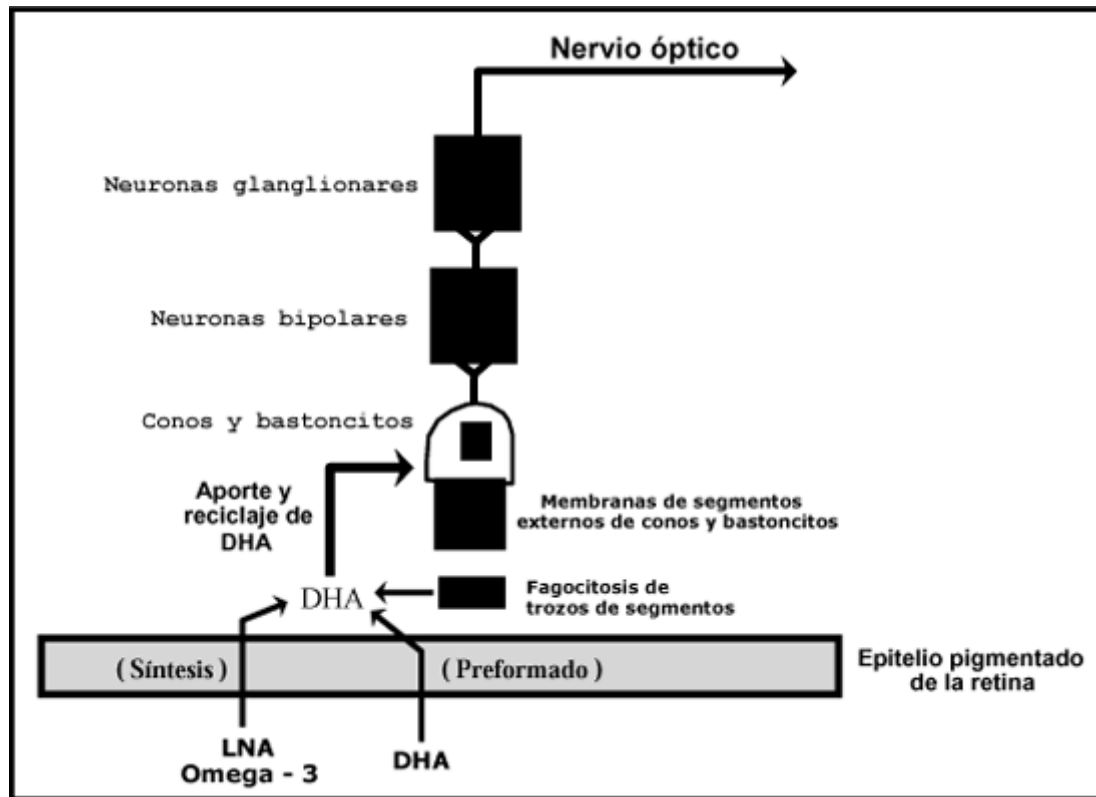 Nervio óptico
Neuronas glanglionares
Neuronas bipolares
Conos y bastoncitos
Aporte y
reciclaje de
DHA
Membranas de segmentos
externos de conos y bastoncitos
DHA
Fagocitosis de
trozos de segmentos
( Síntesis )
( Preformado )
Epitelio pigmentado
de la retina
LNA
Omega - 3
DHA